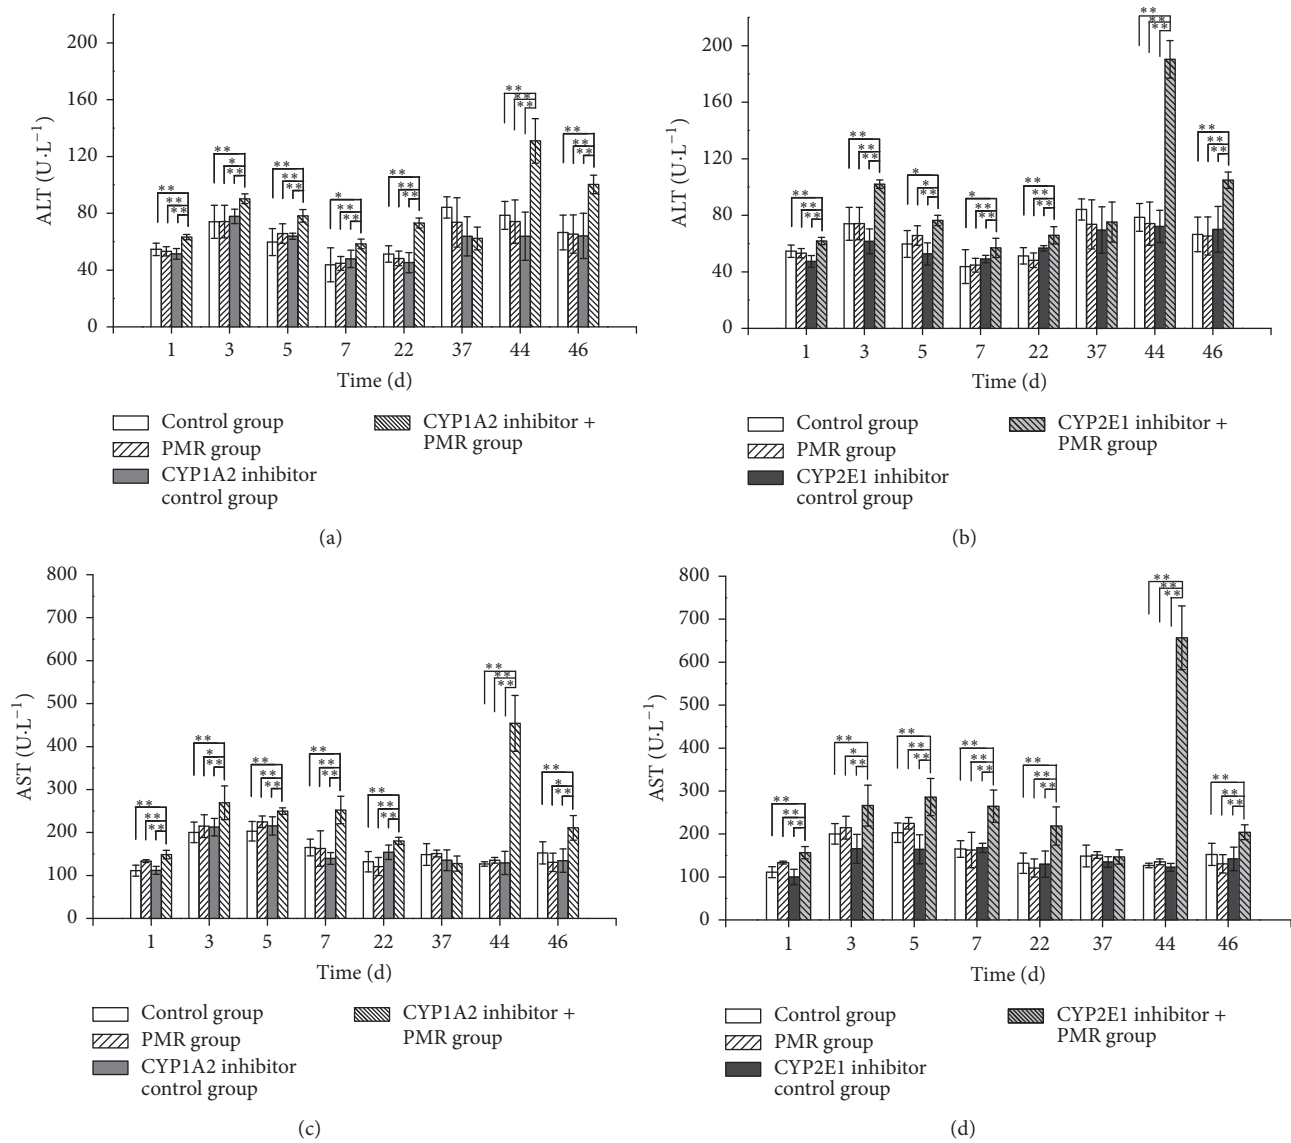 200
160
120
80
40
0
ALT (U·L⁻¹)
** ** **
** * **
** ** **
* ** **
** ** **
** ** **
** ** **
1 3 5 7 22 37 44 46
Time (d)
Control group
PMR group
CYP1A2 inhibitor
control group
CYP1A2 inhibitor +
PMR group
(a)
200
160
120
80
40
0
ALT (U·L⁻¹)
** ** **
** ** **
* * **
* ** **
** ** **
** ** **
** ** **
1 3 5 7 22 37 44 46
Time (d)
Control group
PMR group
CYP2E1 inhibitor
control group
CYP2E1 inhibitor +
PMR group
(b)
800
700
600
500
400
300
200
100
0
AST (U·L⁻¹)
** ** **
** * **
** ** **
** ** **
** ** **
** ** **
** * **
1 3 5 7 22 37 44 46
Time (d)
Control group
PMR group
CYP1A2 inhibitor
control group
CYP1A2 inhibitor +
PMR group
(c)
800
700
600
500
400
300
200
100
0
AST (U·L⁻¹)
** ** **
** * **
** ** **
** ** **
** ** **
** ** **
** ** **
1 3 5 7 22 37 44 46
Time (d)
Control group
PMR group
CYP2E1 inhibitor
control group
CYP2E1 inhibitor +
PMR group
(d)